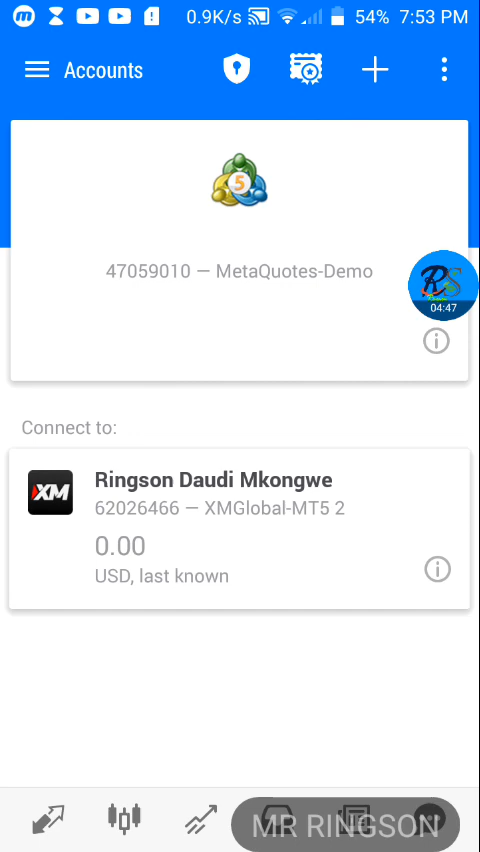 0.9K/s 54% 7:53 PM
Accounts
5
47059010 — MetaQuotes-Demo
RS
04:47
Connect to:
XM
Ringson Daudi Mkongwe
62026466 — XMGlobal-MT5 2
0.00
USD, last known
MR RINGSON